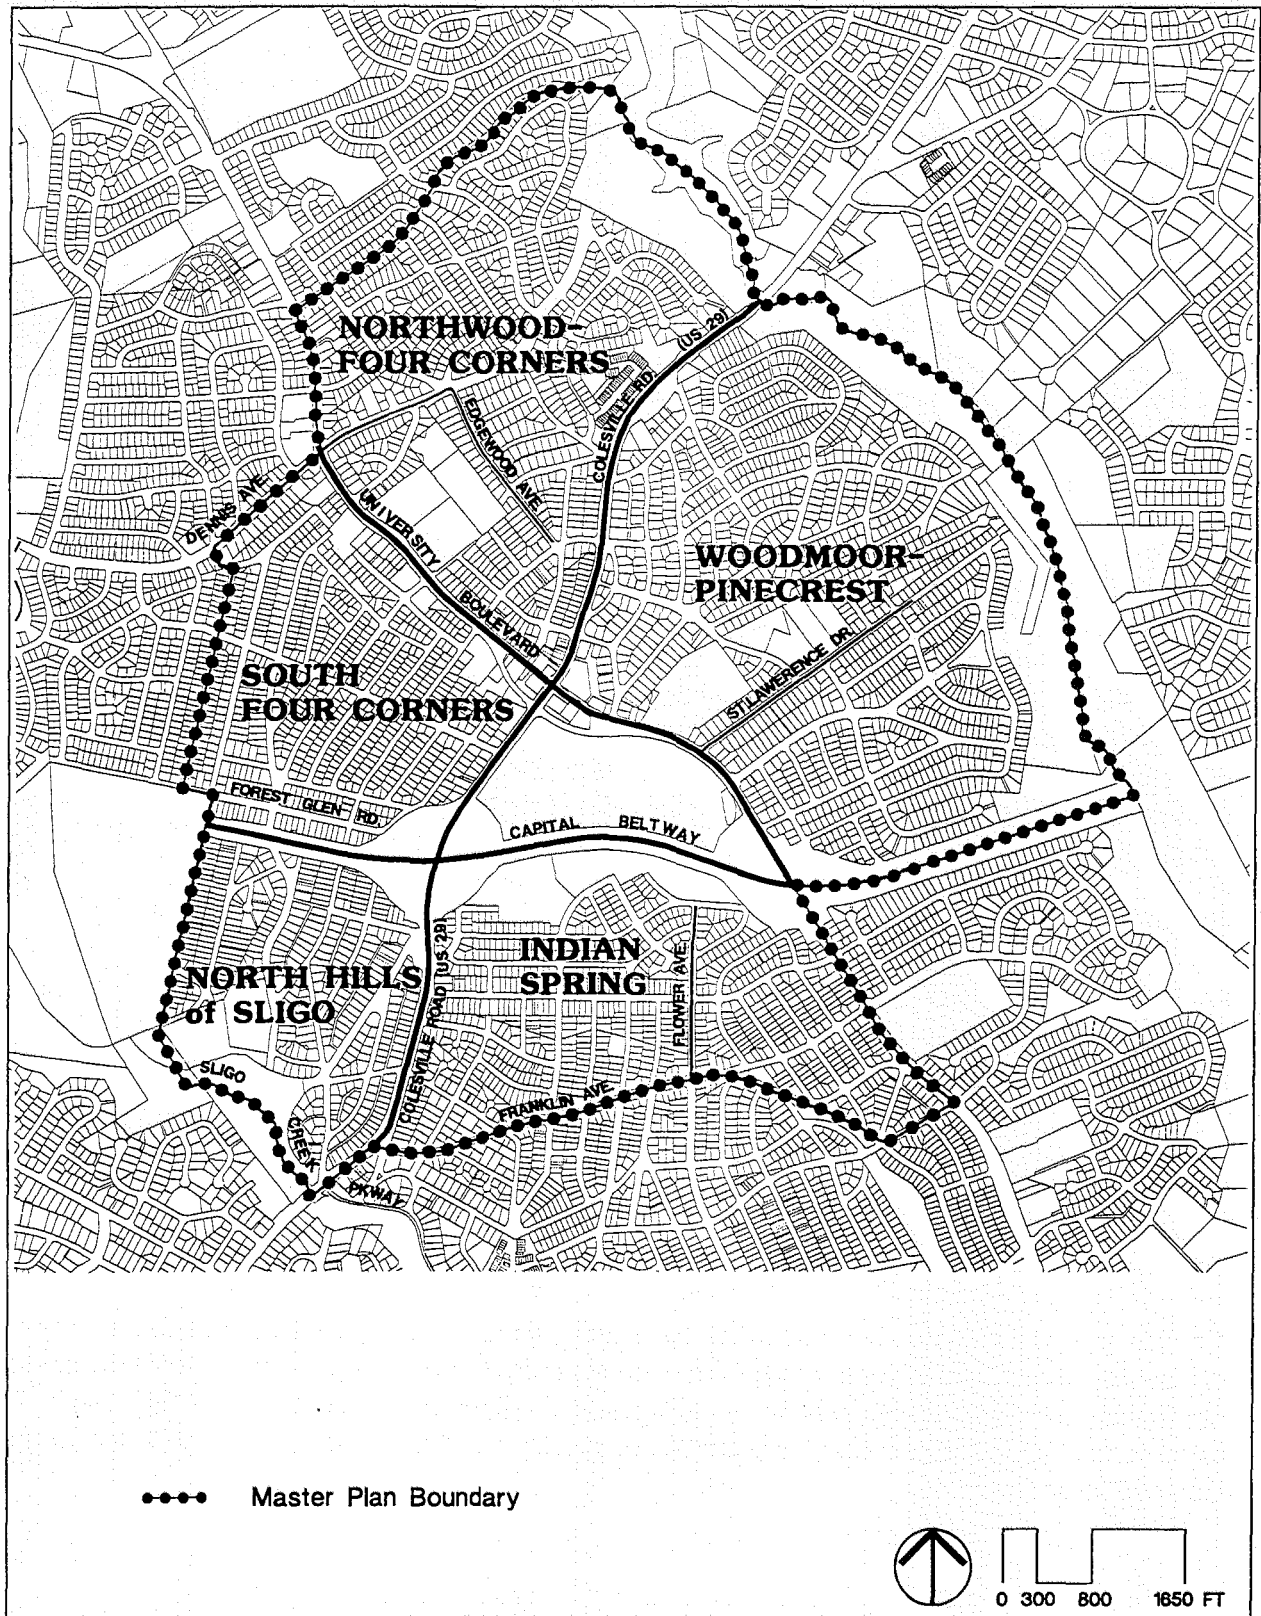 NORTHWOOD-
FOUR CORNERS
(US 29)
COLESVILLE RD.
EDGEWOOD AVE.
DENNIS AVE.
UNIVERSITY
BOULEVARD
WOODMOOR-
PINECREST
ST. LAWERENCE DR.
SOUTH
FOUR CORNERS
FOREST GLEN RD.
CAPITAL BELTWAY
INDIAN
SPRING
NORTH HILLS
of SLIGO
COLESVILLE ROAD (US 29)
FLOWER AVE.
FRANKLIN AVE.
SLIGO
CREEK
PKWAY
Master Plan Boundary
0 300 800 1650 FT